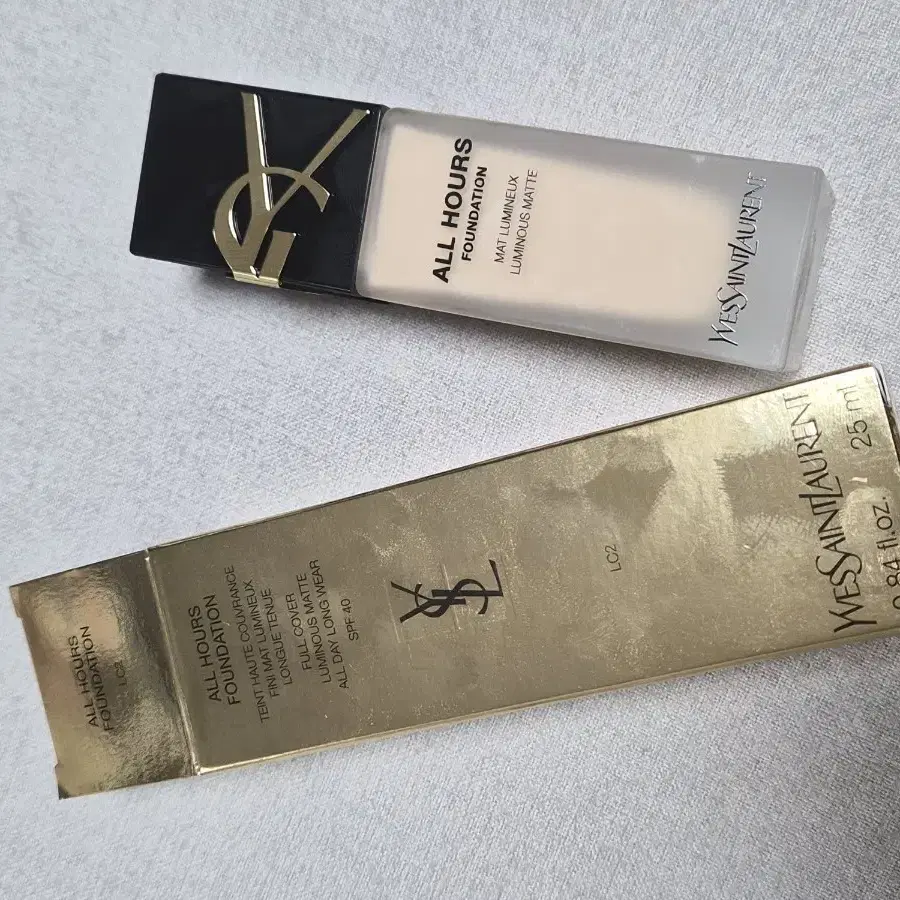 ALL HOURS
FOUNDATION
MAT LUMINEUX
LUMINOUS MATTE
YVESSAINTLAURENT
ALL HOURS
FOUNDATION
LC2
ALL HOURS
FOUNDATION
TEINT HAUTE COUVRANCE
FINI MAT LUMINEUX
LONGUE TENUE
FULL COVER
LUMINOUS MATTE
ALL DAY LONG WEAR
SPF 40
YSL
LC2
YVESSAINTLAURENT
0.84 fl.oz. 25 ml